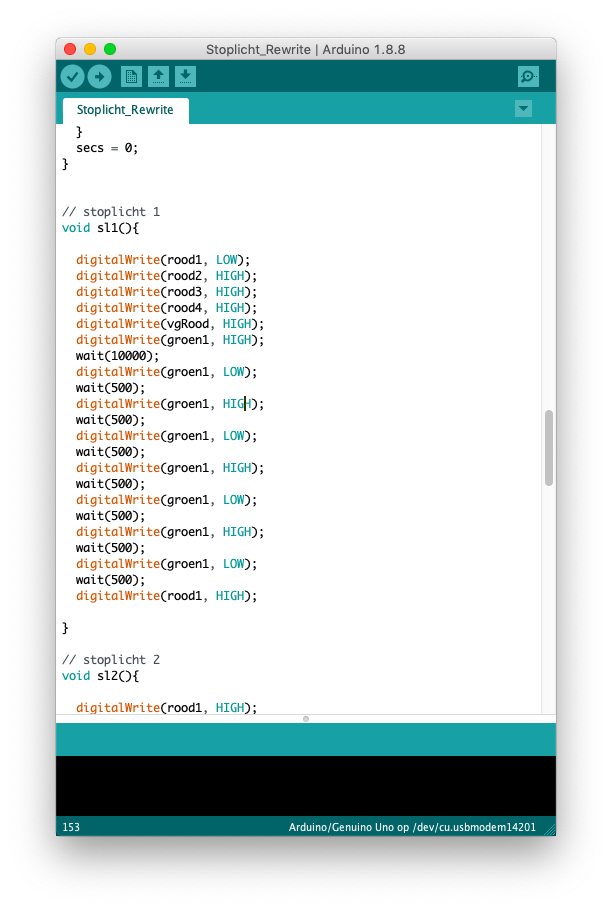 Stoplicht_Rewrite | Arduino 1.8.8
Stoplicht_Rewrite
}
secs = 0;
}
// stoplicht 1
void sl1(){
digitalWrite(rood1, LOW);
digitalWrite(rood2, HIGH);
digitalWrite(rood3, HIGH);
digitalWrite(rood4, HIGH);
digitalWrite(vgRood, HIGH);
digitalWrite(groen1, HIGH);
wait(10000);
digitalWrite(groen1, LOW);
wait(500);
digitalWrite(groen1, HIGH);
wait(500);
digitalWrite(groen1, LOW);
wait(500);
digitalWrite(groen1, HIGH);
wait(500);
digitalWrite(groen1, LOW);
wait(500);
digitalWrite(groen1, HIGH);
wait(500);
digitalWrite(groen1, LOW);
wait(500);
digitalWrite(rood1, HIGH);
}
// stoplicht 2
void sl2(){
digitalWrite(rood1, HIGH);
153 Arduino/Genuino Uno op /dev/cu.usbmodem14201